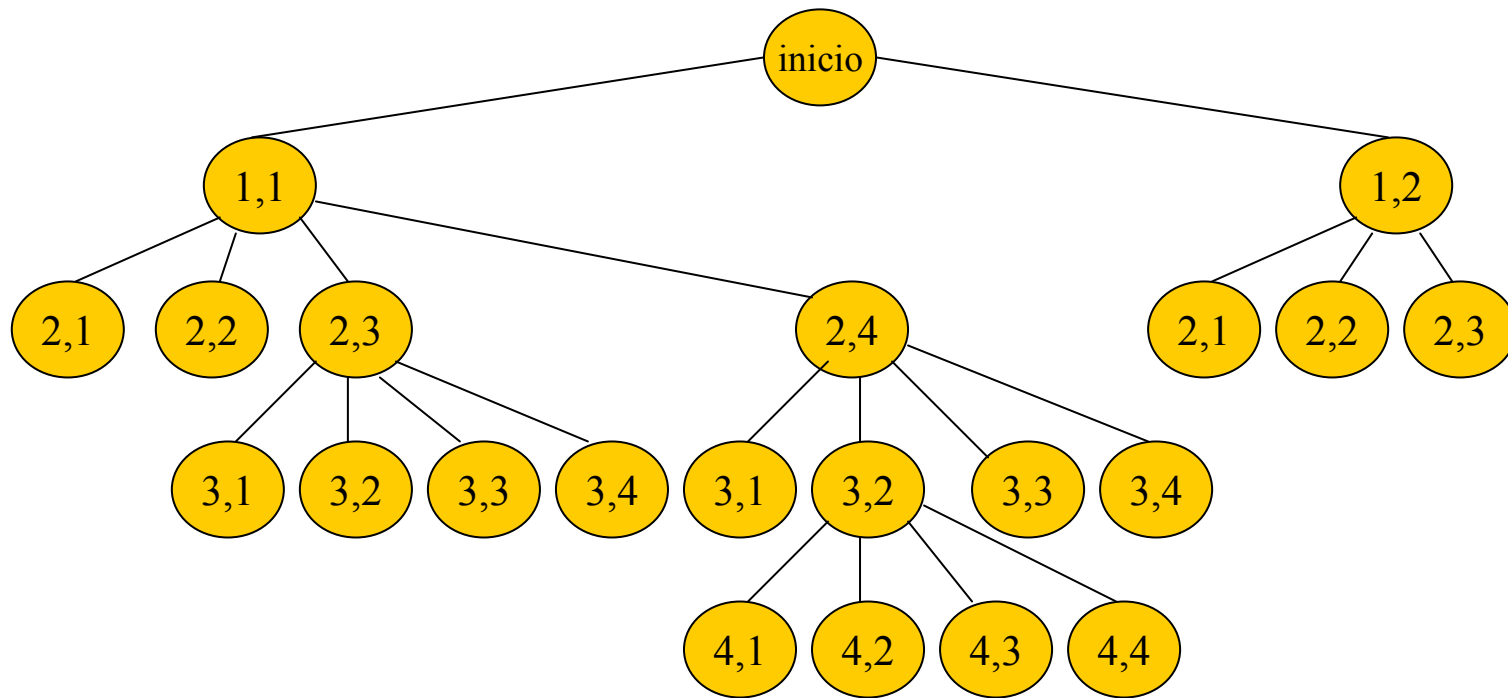 inicio
1,1 1,2
2,1 2,2 2,3 2,4 2,1 2,2 2,3
3,1 3,2 3,3 3,4 3,1 3,2 3,3 3,4
4,1 4,2 4,3 4,4